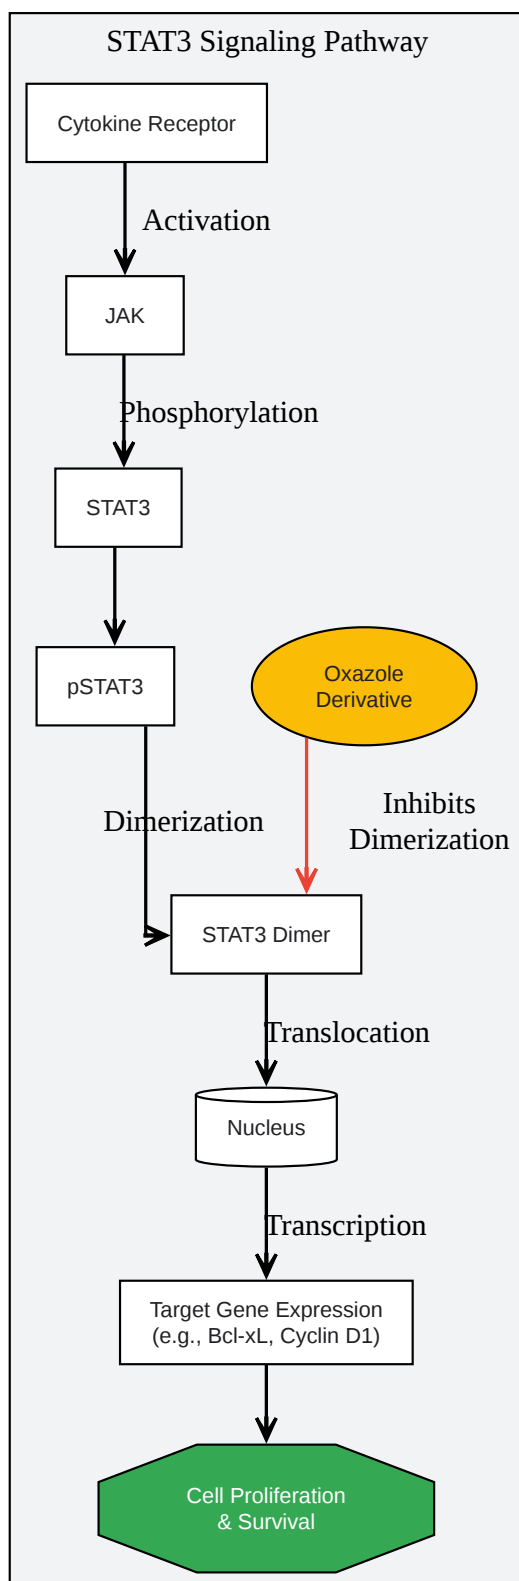 STAT3 Signaling Pathway
Cytokine Receptor
Activation
JAK
Phosphorylation
STAT3
pSTAT3
Oxazole
Derivative
Dimerization
Inhibits
Dimerization
STAT3 Dimer
Translocation
Nucleus
Transcription
Target Gene Expression
(e.g., Bcl-xL, Cyclin D1)
Cell Proliferation
& Survival